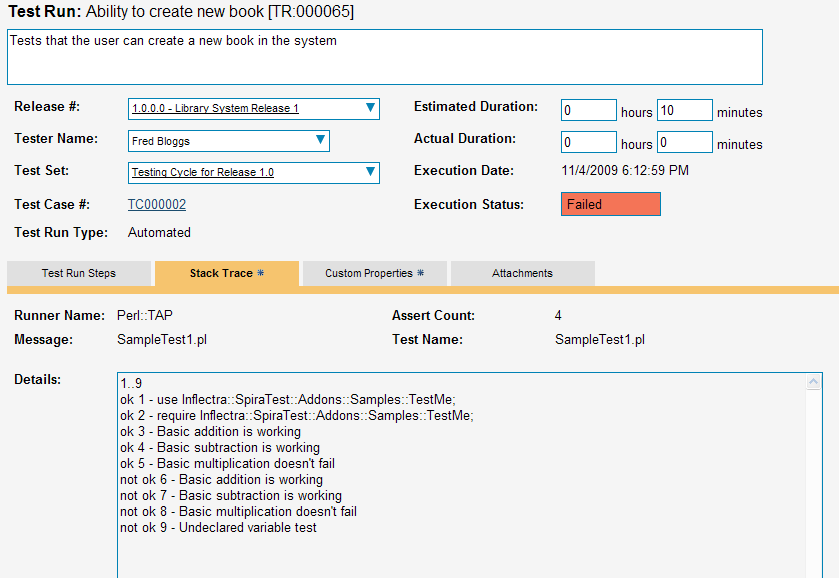 Test Run: Ability to create new book [TR:000065]
Tests that the user can create a new book in the system
Release #: 1.0.0.0 - Library System Release 1 Estimated Duration: 0 hours 10 minutes
Tester Name: Fred Bloggs Actual Duration: 0 hours 0 minutes
Test Set: Testing Cycle for Release 1.0 Execution Date: 11/4/2009 6:12:59 PM
Test Case #: TC000002 Execution Status: Failed
Test Run Type: Automated
Test Run Steps Stack Trace * Custom Properties * Attachments
Runner Name: Perl::TAP Assert Count: 4
Message: SampleTest1.pl Test Name: SampleTest1.pl
Details: 1..9
ok 1 - use Inflectra::SpiraTest::Addons::Samples::TestMe;
ok 2 - require Inflectra::SpiraTest::Addons::Samples::TestMe;
ok 3 - Basic addition is working
ok 4 - Basic subtraction is working
ok 5 - Basic multiplication doesn't fail
not ok 6 - Basic addition is working
not ok 7 - Basic subtraction is working
not ok 8 - Basic multiplication doesn't fail
not ok 9 - Undeclared variable test